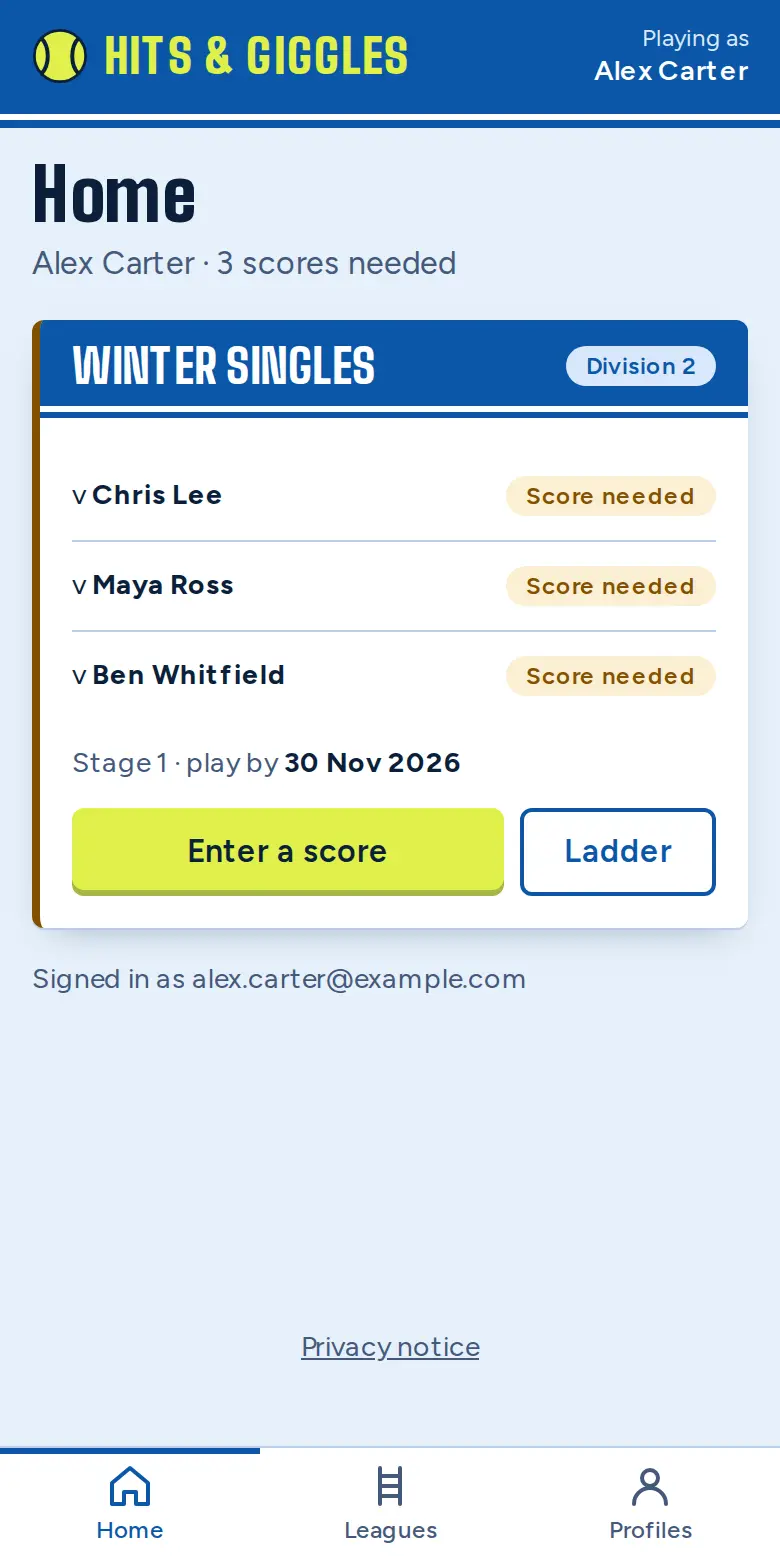 HITS & GIGGLES
Playing as
Alex Carter
Home
Alex Carter · 3 scores needed
WINTER SINGLES
Division 2
v Chris Lee
Score needed
v Maya Ross
Score needed
v Ben Whitfield
Score needed
Stage 1 · play by 30 Nov 2026
Enter a score
Ladder
Signed in as alex.carter@example.com
Privacy notice
Home
Leagues
Profiles